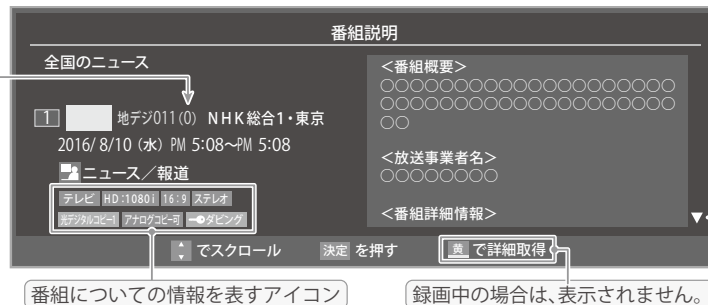 番組説明
全国のニュース
1 地デジ011(0) NHK総合1・東京
2016/ 8/10 (水) PM 5:08～PM 5:08
ニュース／報道
テレビ HD:1080i 16:9 ステレオ
光デジタルコピー1 アナログコピー可 ダビング
＜番組概要＞
○○○○○○○○○○○○○○○○○○○○
○○○○○○○○○○○○○○○○○○○○
○○
＜放送事業者名＞
○○○○○○○○
＜番組詳細情報＞
でスクロール 決定 を押す 黄 で詳細取得
番組についての情報を表すアイコン
録画中の場合は、表示されません。